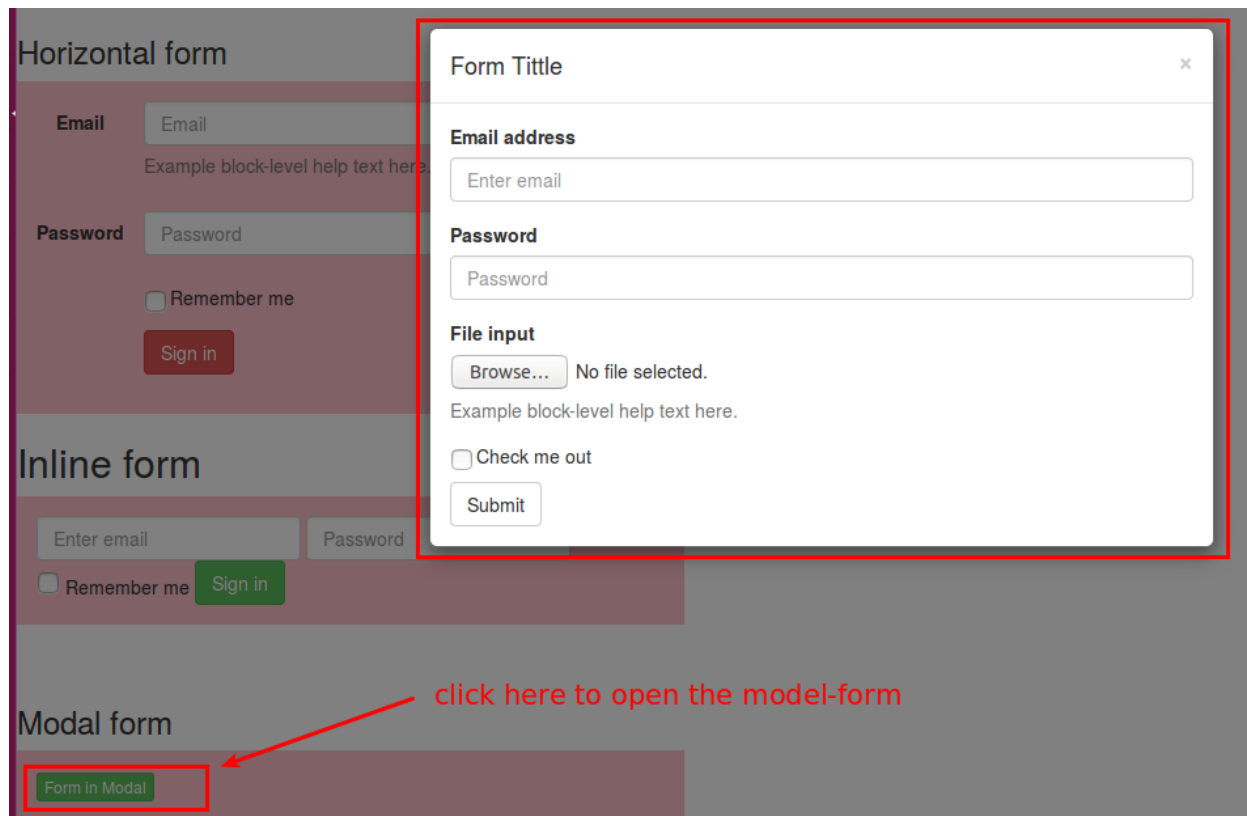 Horizontal form
Email
Email
Example block-level help text here.
Password
Password
Remember me
Sign in
Form Tittle
×
Email address
Enter email
Password
Password
File input
Browse... No file selected.
Example block-level help text here.
Check me out
Submit
Inline form
Enter email
Password
Remember me
Sign in
click here to open the model-form
Modal form
Form in Modal